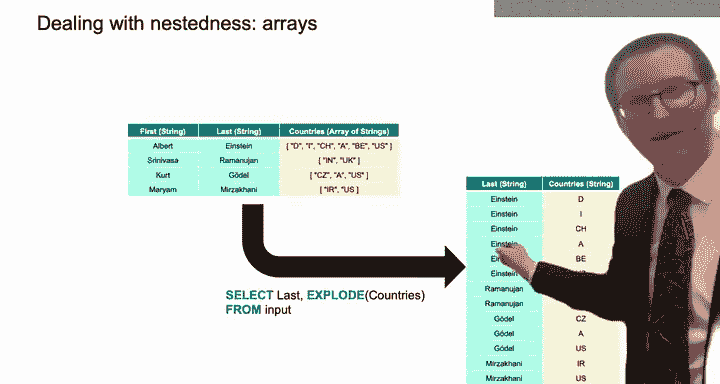 Dealing with nestedness: arrays
First (String) Last (String) Countries (Array of Strings)
Albert Einstein [ "D", "I", "CH", "A", "BE", "US" ]
Srinivasa Ramanujan [ "IN", "UK" ]
Kurt Gödel [ "CZ", "A", "US" ]
Maryam Mirzakhani [ "IR", "US ]
SELECT Last, EXPLODE(Countries)
FROM input
Last (String) Countries (String)
Einstein D
Einstein I
Einstein CH
Einstein A
BE
Ramanujan
Ramanujan
Gödel CZ
Gödel A
Gödel US
Mirzakhani IR
Mirzakhani US